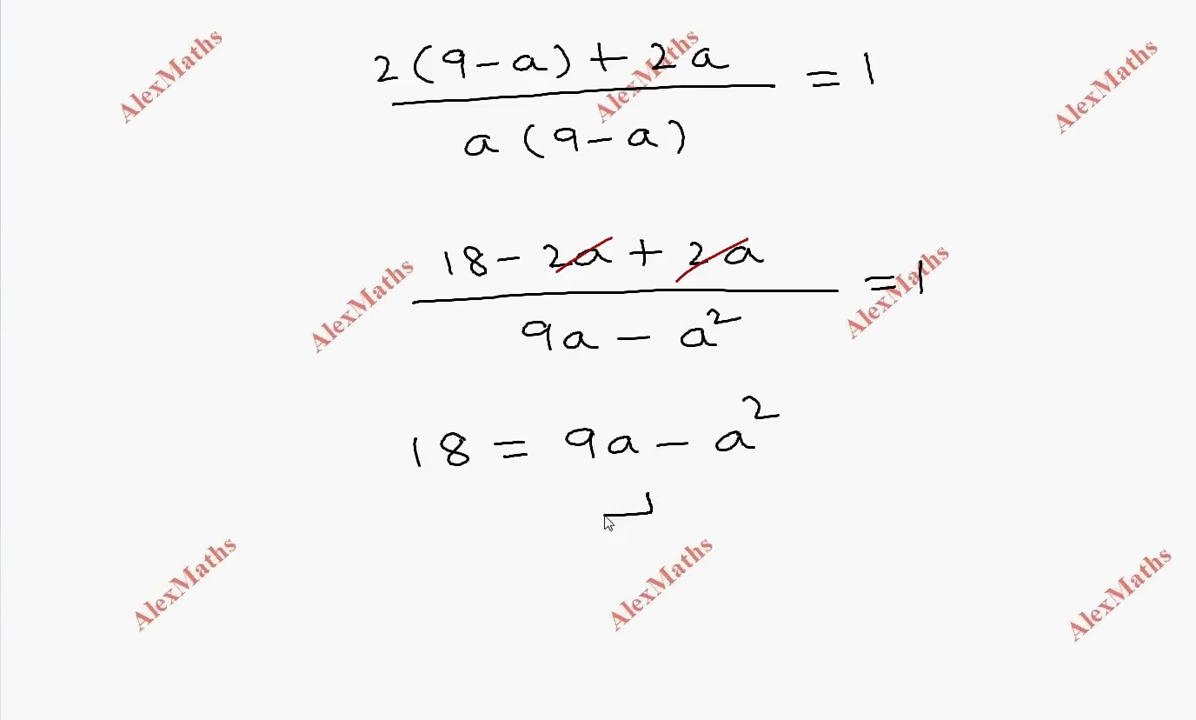 AlexMaths AlexMaths AlexMaths
2(9-a)+2a
―――――― = 1
a(9-a)
18-2a+2a
―――――― = 1
9a-a²
AlexMaths AlexMaths
18 = 9a-a²
AlexMaths AlexMaths AlexMaths